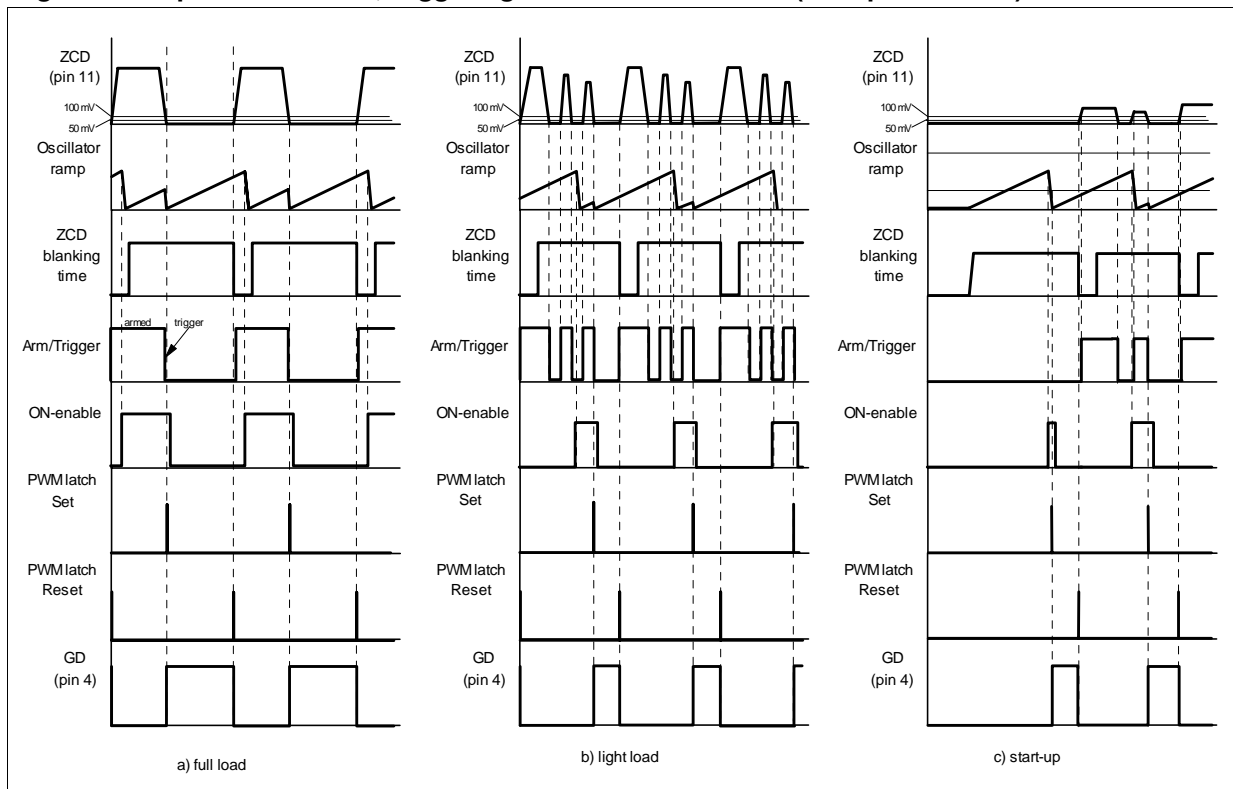 ZCD
(pin 11)
100 mV
50 mV
Oscillator
ramp
ZCD
blanking
time
armed
trigger
Arm/Trigger
ON-enable
PWM latch
Set
PWM latch
Reset
GD
(pin 4)
a) full load
ZCD
(pin 11)
100 mV
50 mV
Oscillator
ramp
ZCD
blanking
time
Arm/Trigger
ON-enable
PWM latch
Set
PWM latch
Reset
GD
(pin 4)
b) light load
ZCD
(pin 11)
100 mV
50 mV
Oscillator
ramp
ZCD
blanking
time
Arm/Trigger
ON-enable
PWM latch
Set
PWM latch
Reset
GD
(pin 4)
c) start-up